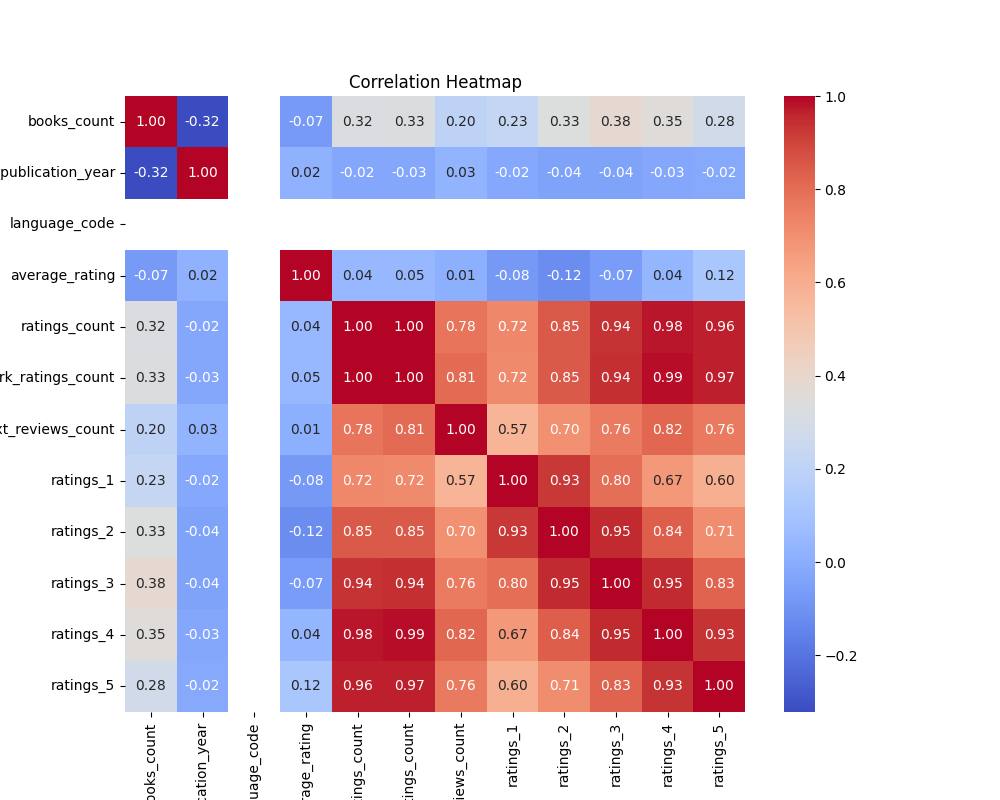 Correlation Heatmap
books_count 1.00 -0.32 -0.07 0.32 0.33 0.20 0.23 0.33 0.38 0.35 0.28
publication_year -0.32 1.00 0.02 -0.02 -0.03 0.03 -0.02 -0.04 -0.04 -0.03 -0.02
language_code
average_rating -0.07 0.02 1.00 0.04 0.05 0.01 -0.08 -0.12 -0.07 0.04 0.12
ratings_count 0.32 -0.02 0.04 1.00 1.00 0.78 0.72 0.85 0.94 0.98 0.96
rk_ratings_count 0.33 -0.03 0.05 1.00 1.00 0.81 0.72 0.85 0.94 0.99 0.97
xt_reviews_count 0.20 0.03 0.01 0.78 0.81 1.00 0.57 0.70 0.76 0.82 0.76
ratings_1 0.23 -0.02 -0.08 0.72 0.72 0.57 1.00 0.93 0.80 0.67 0.60
ratings_2 0.33 -0.04 -0.12 0.85 0.85 0.70 0.93 1.00 0.95 0.84 0.71
ratings_3 0.38 -0.04 -0.07 0.94 0.94 0.76 0.80 0.95 1.00 0.95 0.83
ratings_4 0.35 -0.03 0.04 0.98 0.99 0.82 0.67 0.84 0.95 1.00 0.93
ratings_5 0.28 -0.02 0.12 0.96 0.97 0.76 0.60 0.71 0.83 0.93 1.00
ooks_count
cation_year
uage_code
rage_rating
tings_count
tings_count
iews_count
ratings_1
ratings_2
ratings_3
ratings_4
ratings_5
1.0
0.8
0.6
0.4
0.2
0.0
−0.2